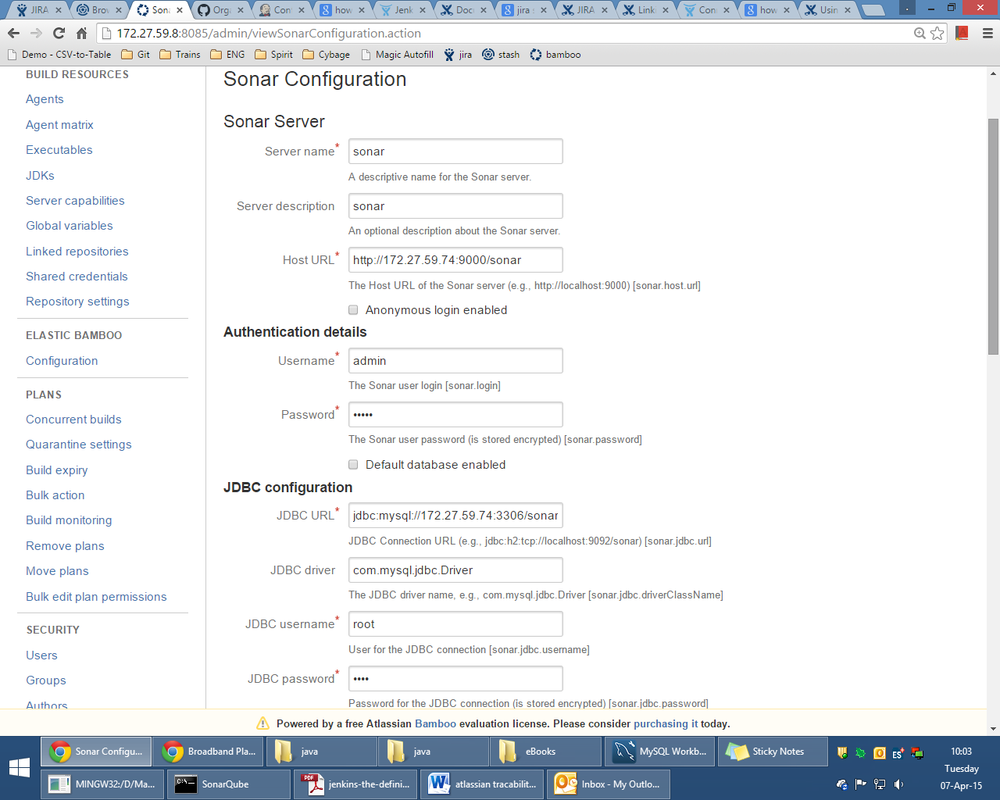 JIRA
Brow
Sona
Orga
Conf
how
Jenk
Docu
jira s
JIRA
Linki
Conn
how
Usin
172.27.59.8:8085/admin/viewSonarConfiguration.action
Demo - CSV-to-Table
Git
Trains
ENG
Spirit
Cybage
Magic Autofill
jira
stash
bamboo
BUILD RESOURCES
Agents
Agent matrix
Executables
JDKs
Server capabilities
Global variables
Linked repositories
Shared credentials
Repository settings
ELASTIC BAMBOO
Configuration
PLANS
Concurrent builds
Quarantine settings
Build expiry
Bulk action
Build monitoring
Remove plans
Move plans
Bulk edit plan permissions
SECURITY
Users
Groups
Authors
Sonar Configuration
Sonar Server
Server name* sonar
A descriptive name for the Sonar server.
Server description sonar
An optional description about the Sonar server.
Host URL* http://172.27.59.74:9000/sonar
The Host URL of the Sonar server (e.g., http://localhost:9000) [sonar.host.url]
Anonymous login enabled
Authentication details
Username* admin
The Sonar user login [sonar.login]
Password* •••••
The Sonar user password (is stored encrypted) [sonar.password]
Default database enabled
JDBC configuration
JDBC URL* jdbc:mysql://172.27.59.74:3306/sonar
JDBC Connection URL (e.g., jdbc:h2:tcp://localhost:9092/sonar) [sonar.jdbc.url]
JDBC driver com.mysql.jdbc.Driver
The JDBC driver name, e.g., com.mysql.jdbc.Driver [sonar.jdbc.driverClassName]
JDBC username* root
User for the JDBC connection [sonar.jdbc.username]
JDBC password* ••••
Password for the JDBC connection (is stored encrypted) [sonar.jdbc.password]
Powered by a free Atlassian Bamboo evaluation license. Please consider purchasing it today.
Sonar Configu...
Broadband Pla...
java
java
eBooks
MySQL Workb...
Sticky Notes
10:03
Tuesday
07-Apr-15
MINGW32:/D/Ma...
SonarQube
jenkins-the-defini...
atlassian tracabilit...
Inbox - My Outlo...